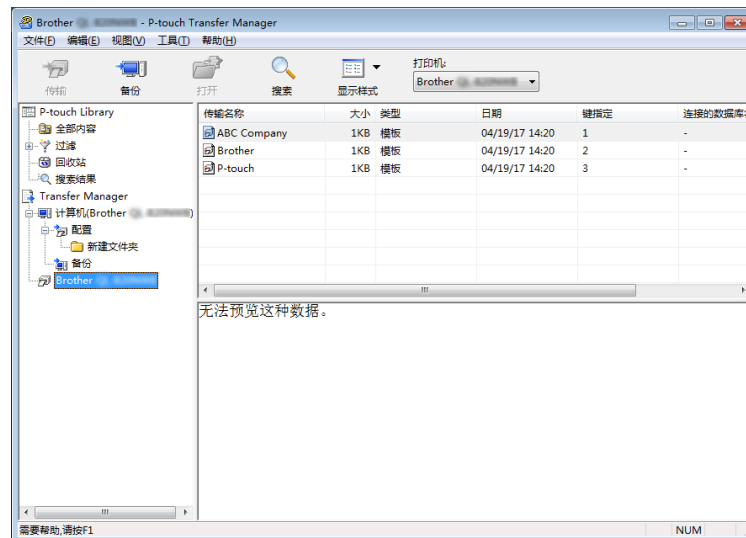 Brother - P-touch Transfer Manager
文件(F) 编辑(E) 视图(V) 工具(T) 帮助(H)
传输 备份 打开 搜索 显示样式
打印机:
Brother
P-touch Library
全部内容
过滤
回收站
搜索结果
Transfer Manager
计算机(Brother )
配置
新建文件夹
备份
Brother
传输名称 大小 类型 日期 键指定 连接的数据库
ABC Company 1KB 模板 04/19/17 14:20 1 -
Brother 1KB 模板 04/19/17 14:20 2 -
P-touch 1KB 模板 04/19/17 14:20 3 -
无法预览这种数据。
需要帮助,请按F1 NUM